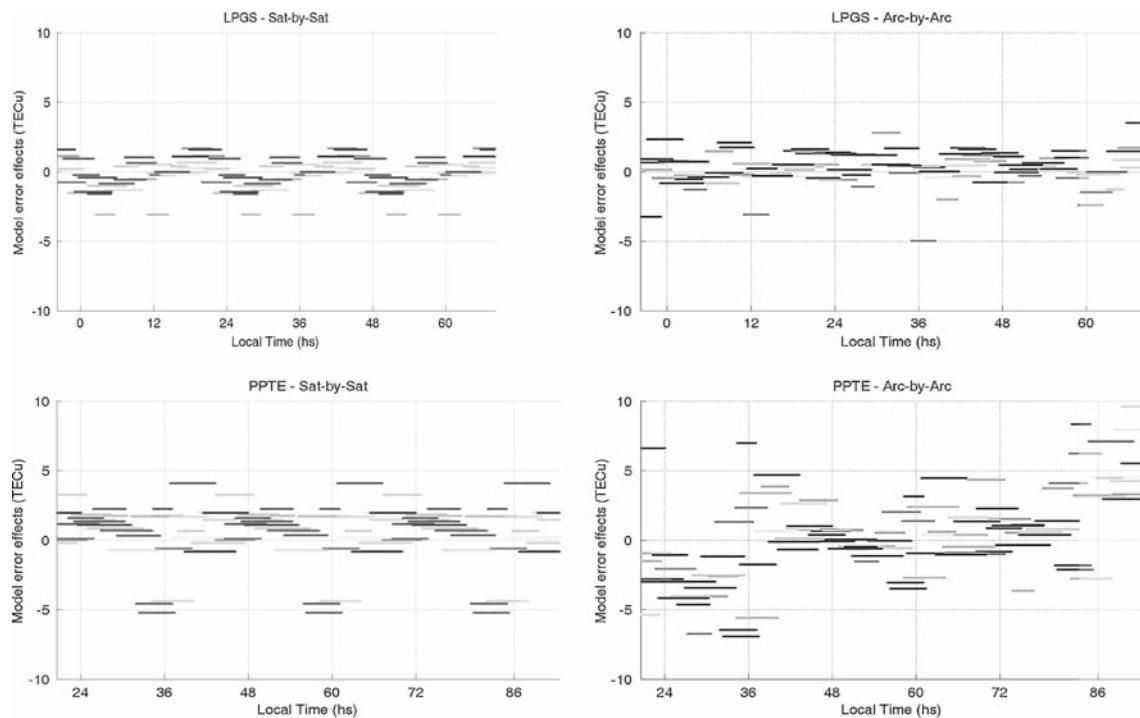 LPGS - Sat-by-Sat
10
5
0
-5
-10
Model error effects (TECu)
0 12 24 36 48 60
Local Time (hs)
LPGS - Arc-by-Arc
10
5
0
-5
-10
Model error effects (TECu)
0 12 24 36 48 60
Local Time (hs)
PPTE - Sat-by-Sat
10
5
0
-5
-10
Model error effects (TECu)
24 36 48 60 72 86
Local Time (hs)
PPTE - Arc-by-Arc
10
5
0
-5
-10
Model error effects (TECu)
24 36 48 60 72 86
Local Time (hs)